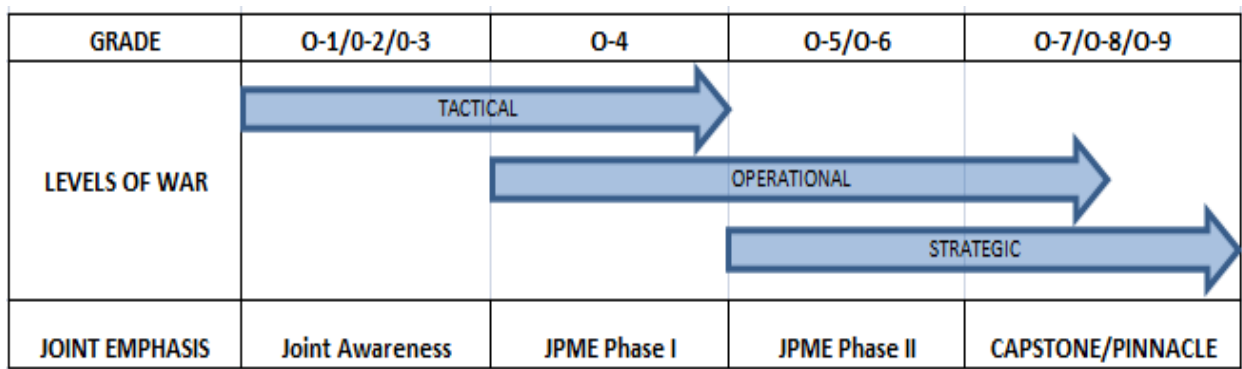 GRADE O-1/0-2/0-3 O-4 O-5/O-6 O-7/O-8/O-9
TACTICAL
LEVELS OF WAR OPERATIONAL
STRATEGIC
JOINT EMPHASIS Joint Awareness JPME Phase I JPME Phase II CAPSTONE/PINNACLE